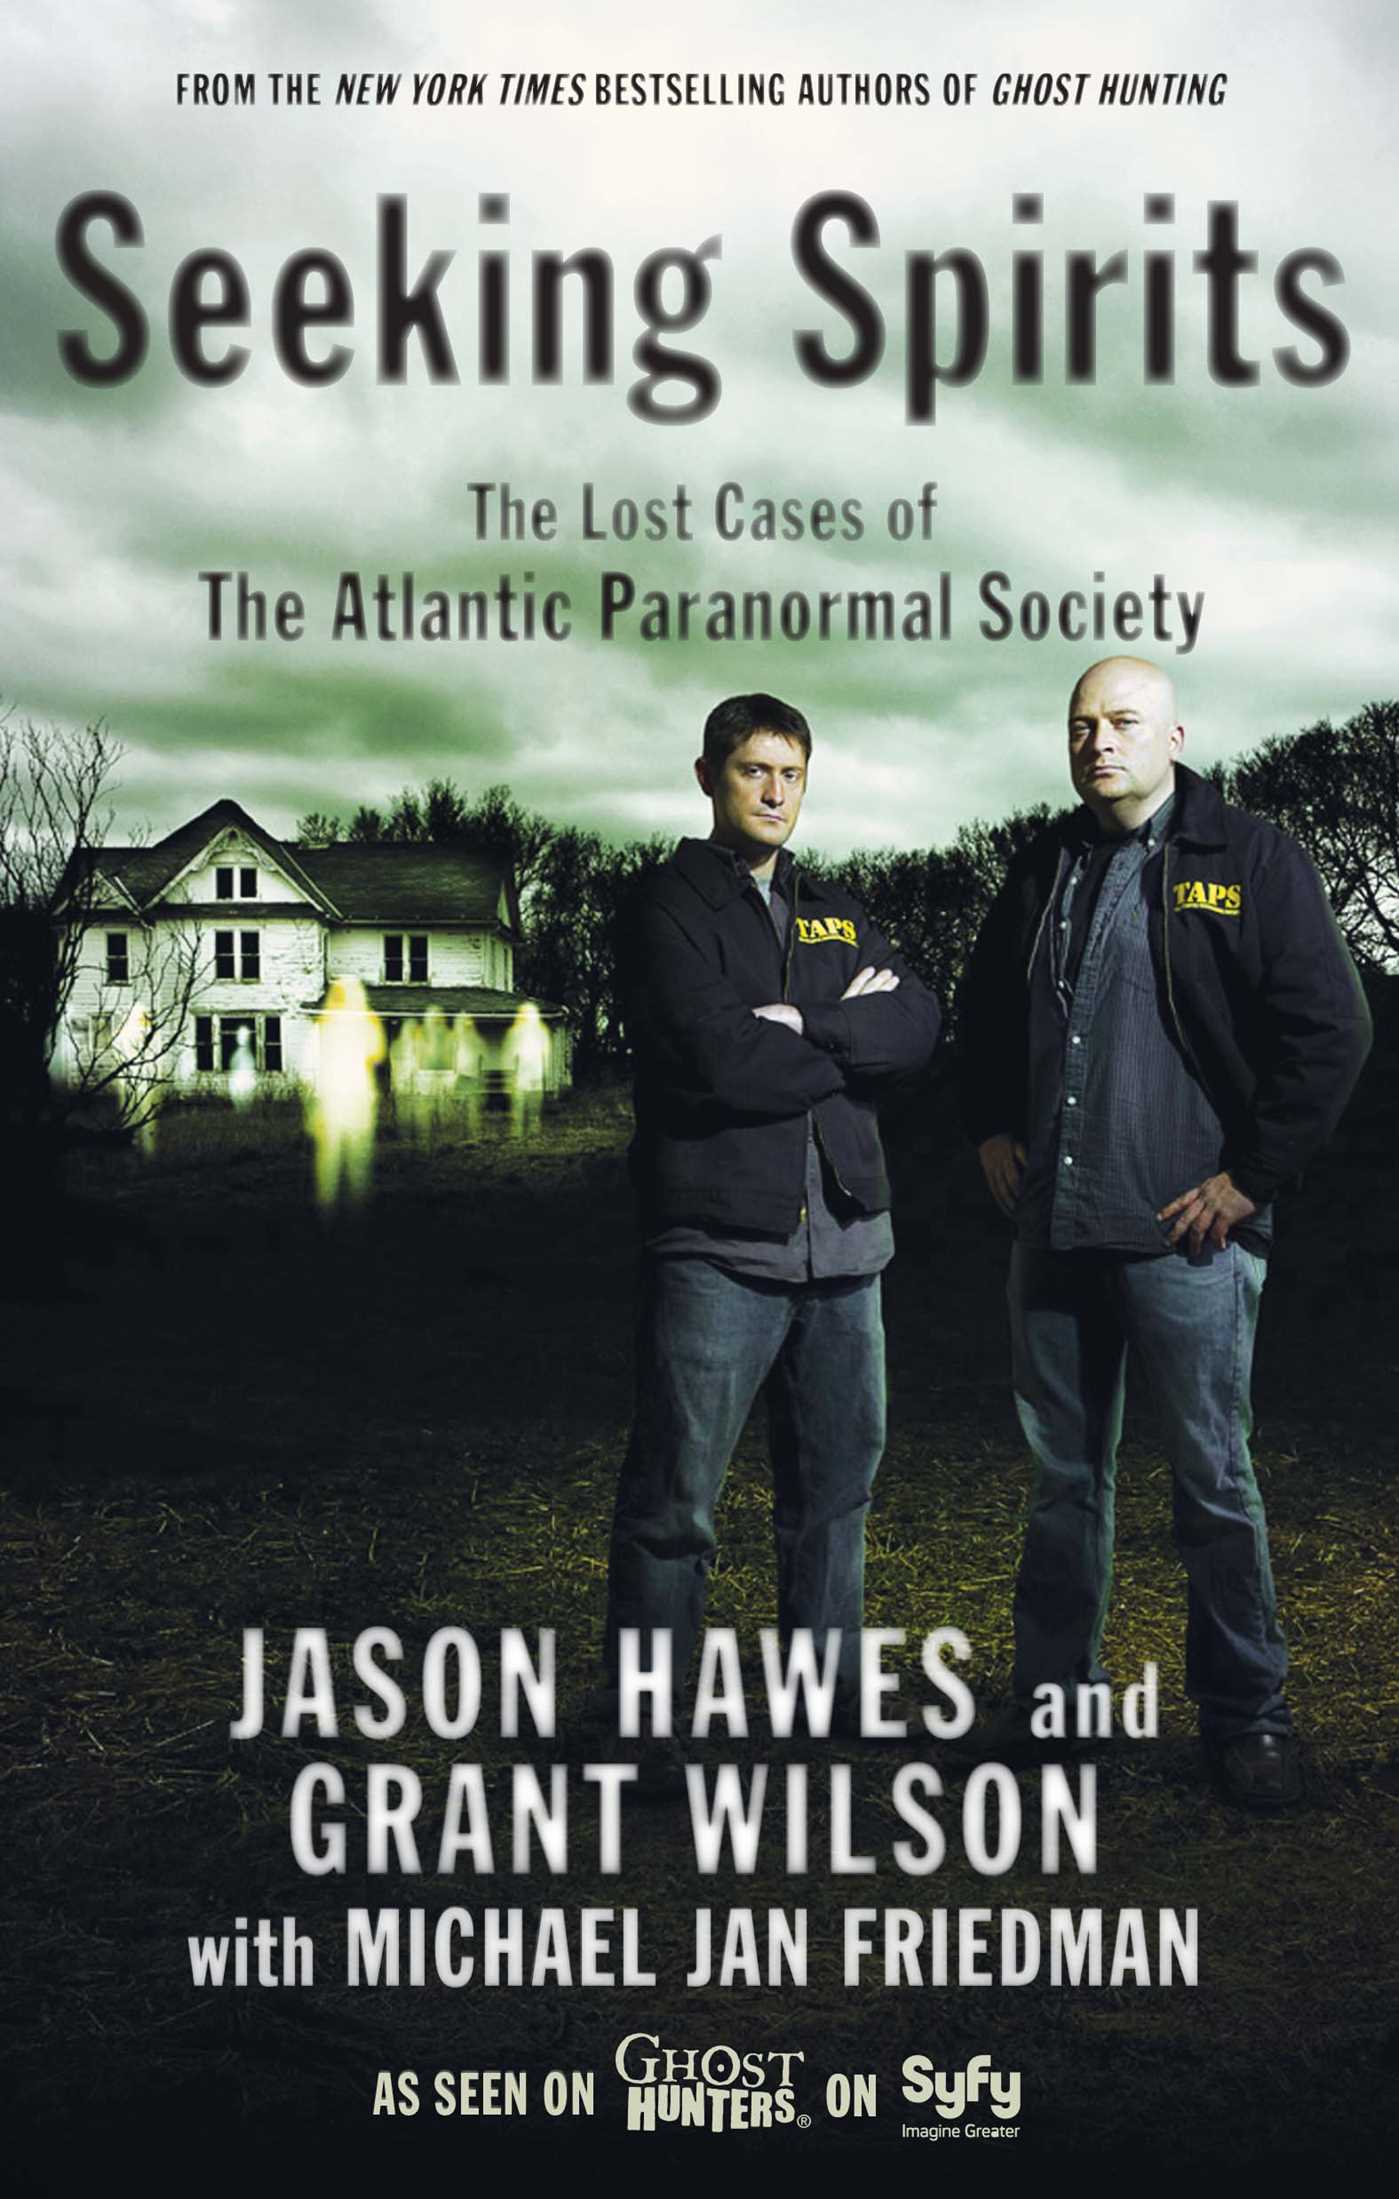 FROM THE NEW YORK TIMES BESTSELLING AUTHORS OF GHOST HUNTING
Seeking Spirits
The Lost Cases of
The Atlantic Paranormal Society
TAPS
TAPS
JASON HAWES and
GRANT WILSON
with MICHAEL JAN FRIEDMAN
AS SEEN ON GHOST HUNTERS® ON Syfy
Imagine Greater